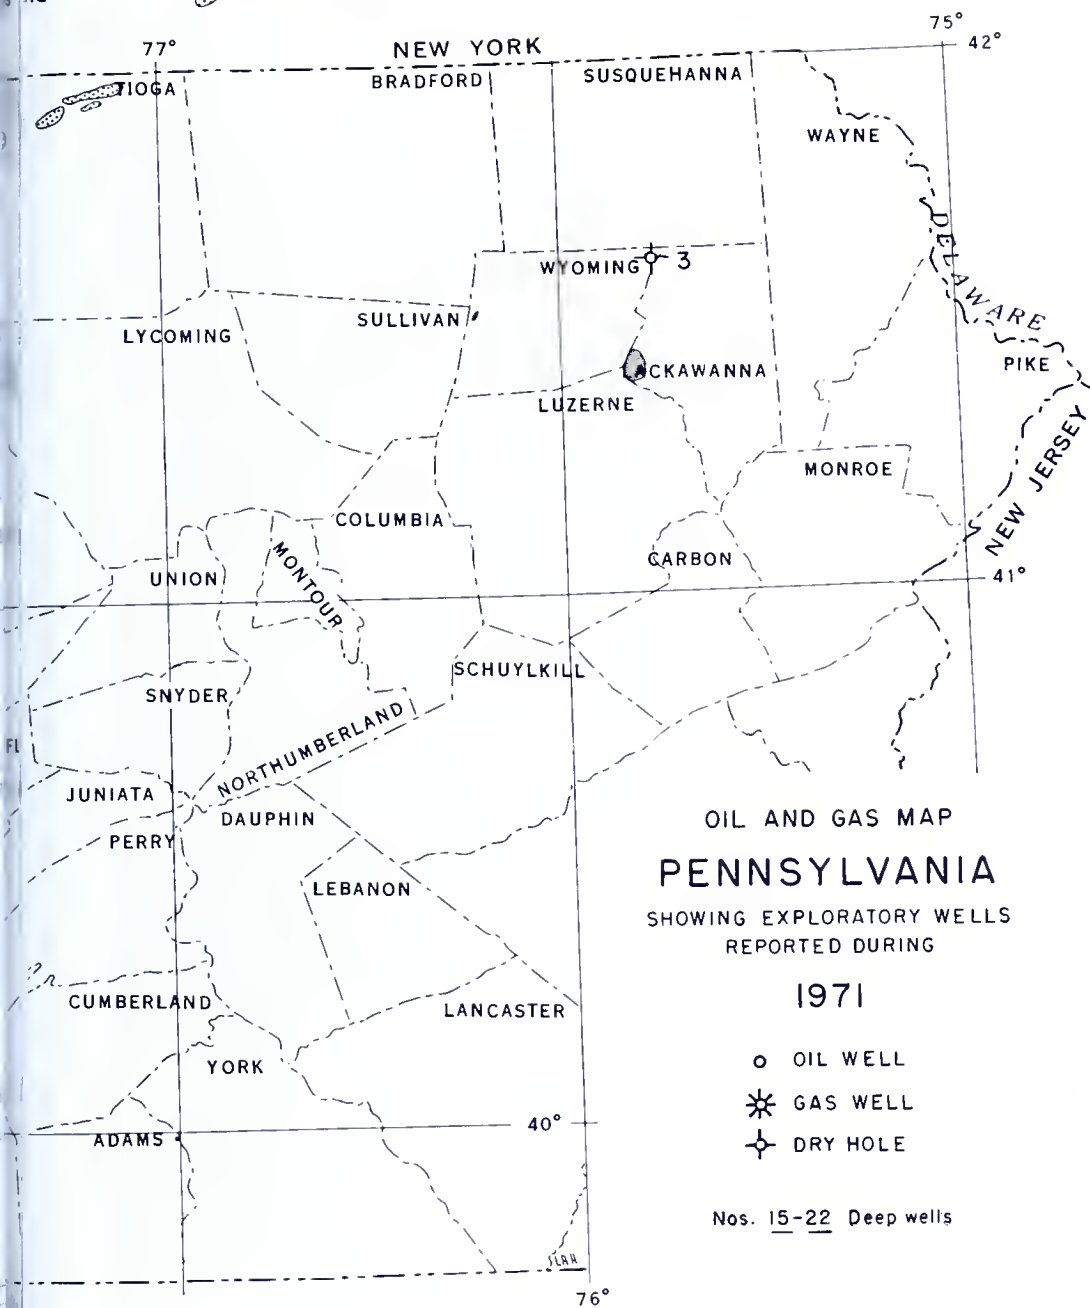 75°
77°
NEW YORK
42°
TIOGA
BRADFORD
SUSQUEHANNA
WAYNE
DELAWARE
WYOMING
3
LYCOMING
SULLIVAN
PIKE
CKAWANNA
LUZERNE
NEW JERSEY
MONROE
COLUMBIA
MONTOUR
CARBON
UNION
41°
SCHUYLKILL
SNYDER
NORTHUMBERLAND
FL
JUNIATA
DAUPHIN
PERRY
LEBANON
CUMBERLAND
LANCASTER
YORK
40°
ADAMS
76°
OIL AND GAS MAP
PENNSYLVANIA
SHOWING EXPLORATORY WELLS
REPORTED DURING
1971
OIL WELL
GAS WELL
DRY HOLE
Nos. 15-22 Deep wells